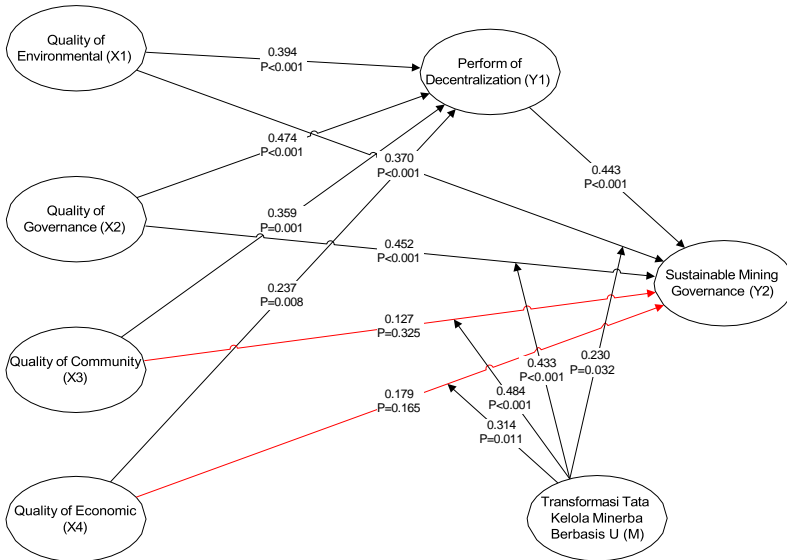 Quality of
Environmental (X1)
Perform of
Decentralization (Y1)
0.394
P<0.001
0.474
P<0.001
0.370
P<0.001
0.443
P<0.001
Quality of
Governance (X2)
0.359
P=0.001
0.452
P<0.001
Sustainable Mining
Governance (Y2)
0.237
P=0.008
0.127
P=0.325
Quality of Community
(X3)
0.433
P<0.001
0.230
P=0.032
0.179
P=0.165
0.484
P<0.001
0.314
P=0.011
Quality of Economic
(X4)
Transformasi Tata
Kelola Minerba
Berbasis U (M)